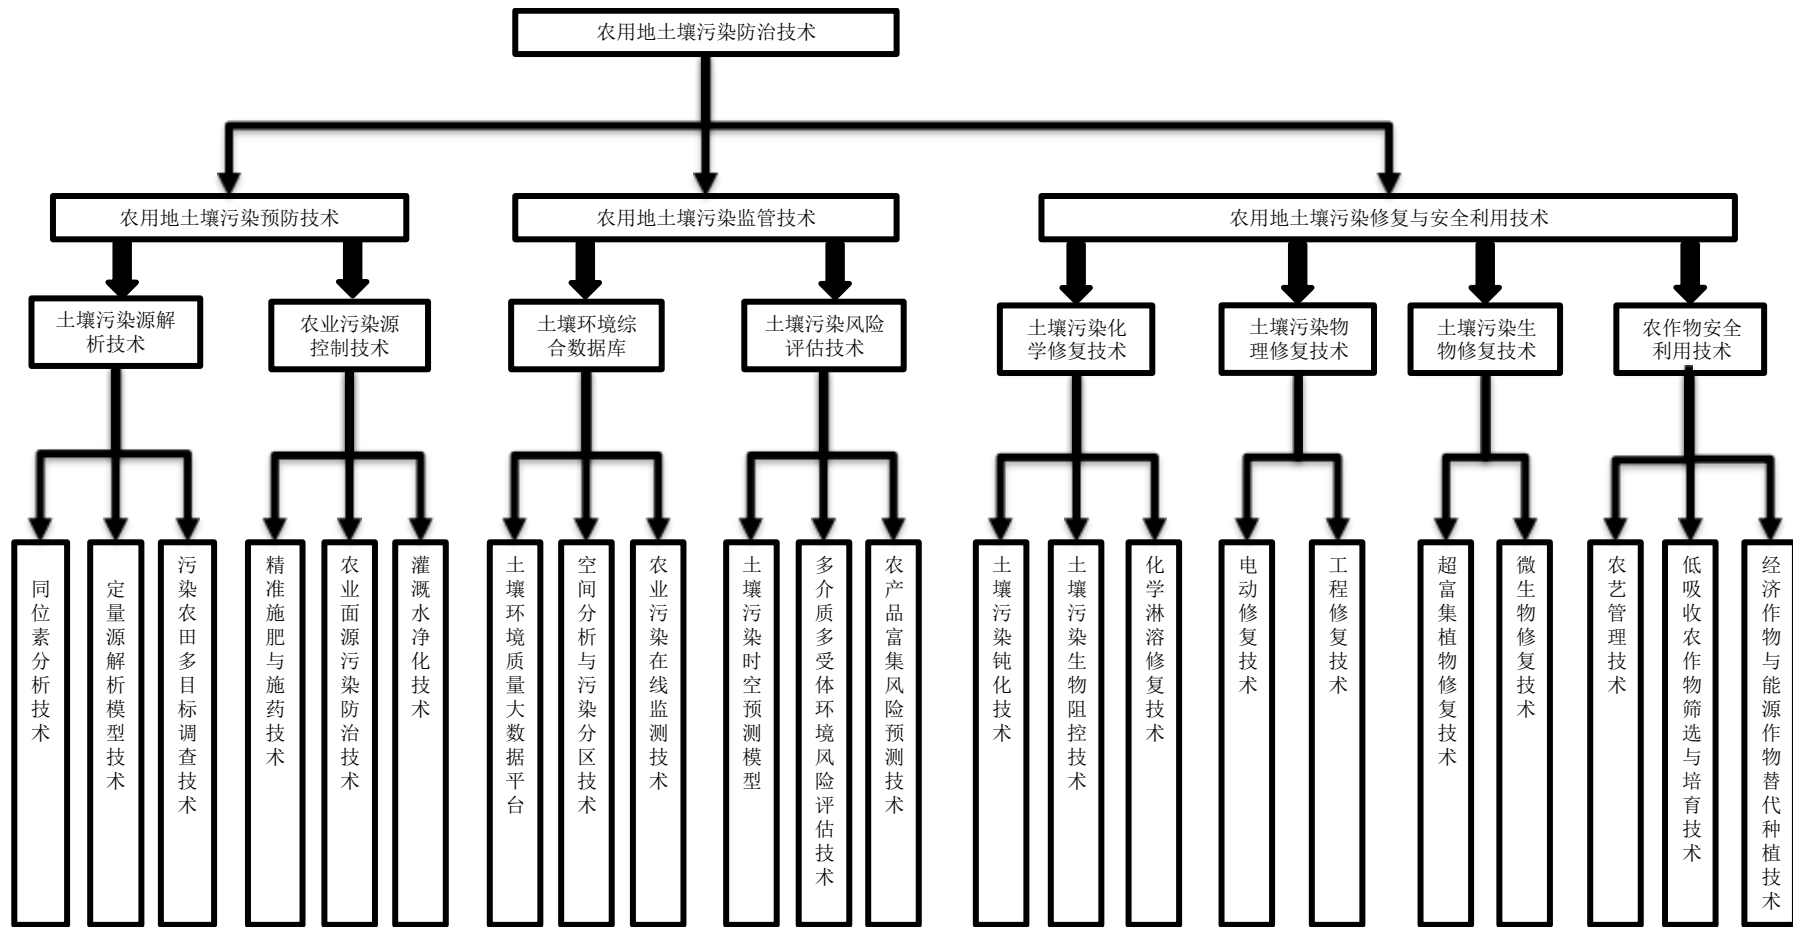 农用地土壤污染防治技术
农用地土壤污染预防技术
农用地土壤污染监管技术
农用地土壤污染修复与安全利用技术
土壤污染源解
析技术
农业污染源
控制技术
土壤环境综
合数据库
土壤污染风险
评估技术
土壤污染化
学修复技术
土壤污染物
理修复技术
土壤污染生
物修复技术
农作物安全
利用技术
同位素分析技术
定量源解析模型技术
污染农田多目标调查技术
精准施肥与施药技术
农业面源污染防治技术
灌溉水净化技术
土壤环境质量大数据平台
空间分析与污染分区技术
农业污染在线监测技术
土壤污染时空预测模型
多介质多受体环境风险评估技术
农产品富集风险预测技术
土壤污染钝化技术
土壤污染生物阻控技术
化学淋溶修复技术
电动修复技术
工程修复技术
超富集植物修复技术
微生物修复技术
农艺管理技术
低吸收农作物筛选与培育技术
经济作物与能源作物替代种植技术